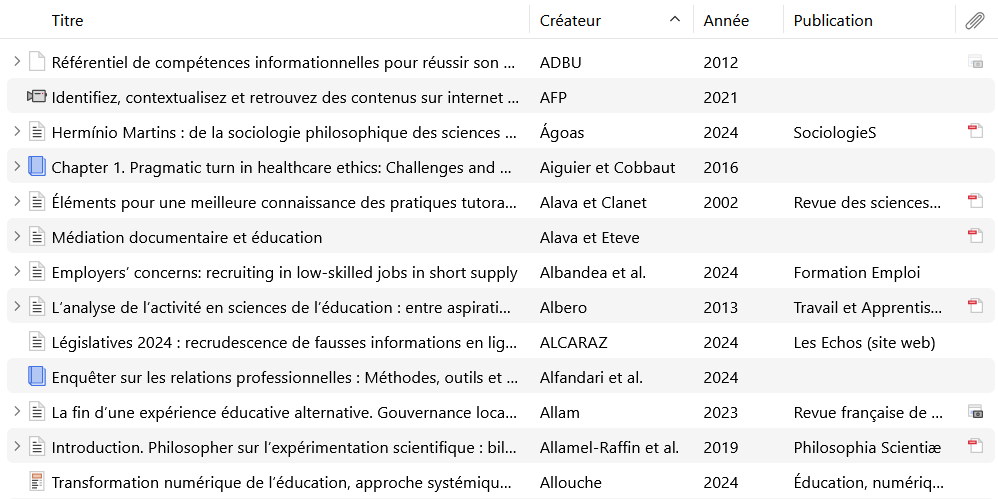 Titre Créateur Année Publication
Référentiel de compétences informationnelles pour réussir son ... ADBU 2012
Identifiez, contextualisez et retrouvez des contenus sur internet ... AFP 2021
Hermínio Martins : de la sociologie philosophique des sciences ... Ágoas 2024 SociologieS
Chapter 1. Pragmatic turn in healthcare ethics: Challenges and ... Aiguier et Cobbaut 2016
Éléments pour une meilleure connaissance des pratiques tutora... Alava et Clanet 2002 Revue des sciences...
Médiation documentaire et éducation Alava et Eteve
Employers’ concerns: recruiting in low-skilled jobs in short supply Albandea et al. 2024 Formation Emploi
L’analyse de l’activité en sciences de l’éducation : entre aspirati... Albero 2013 Travail et Apprentis...
Législatives 2024 : recrudescence de fausses informations en lig... ALCARAZ 2024 Les Echos (site web)
Enquêter sur les relations professionnelles : Méthodes, outils et ... Alfandari et al. 2024
La fin d’une expérience éducative alternative. Gouvernance loca... Allam 2023 Revue française de ...
Introduction. Philosopher sur l’expérimentation scientifique : bil... Allamel-Raffin et al. 2019 Philosophia Scientiæ
Transformation numérique de l’éducation, approche systémiqu... Allouche 2024 Éducation, numériq...